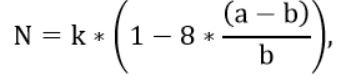 N = k * (1 − 8 * (a − b)/b),